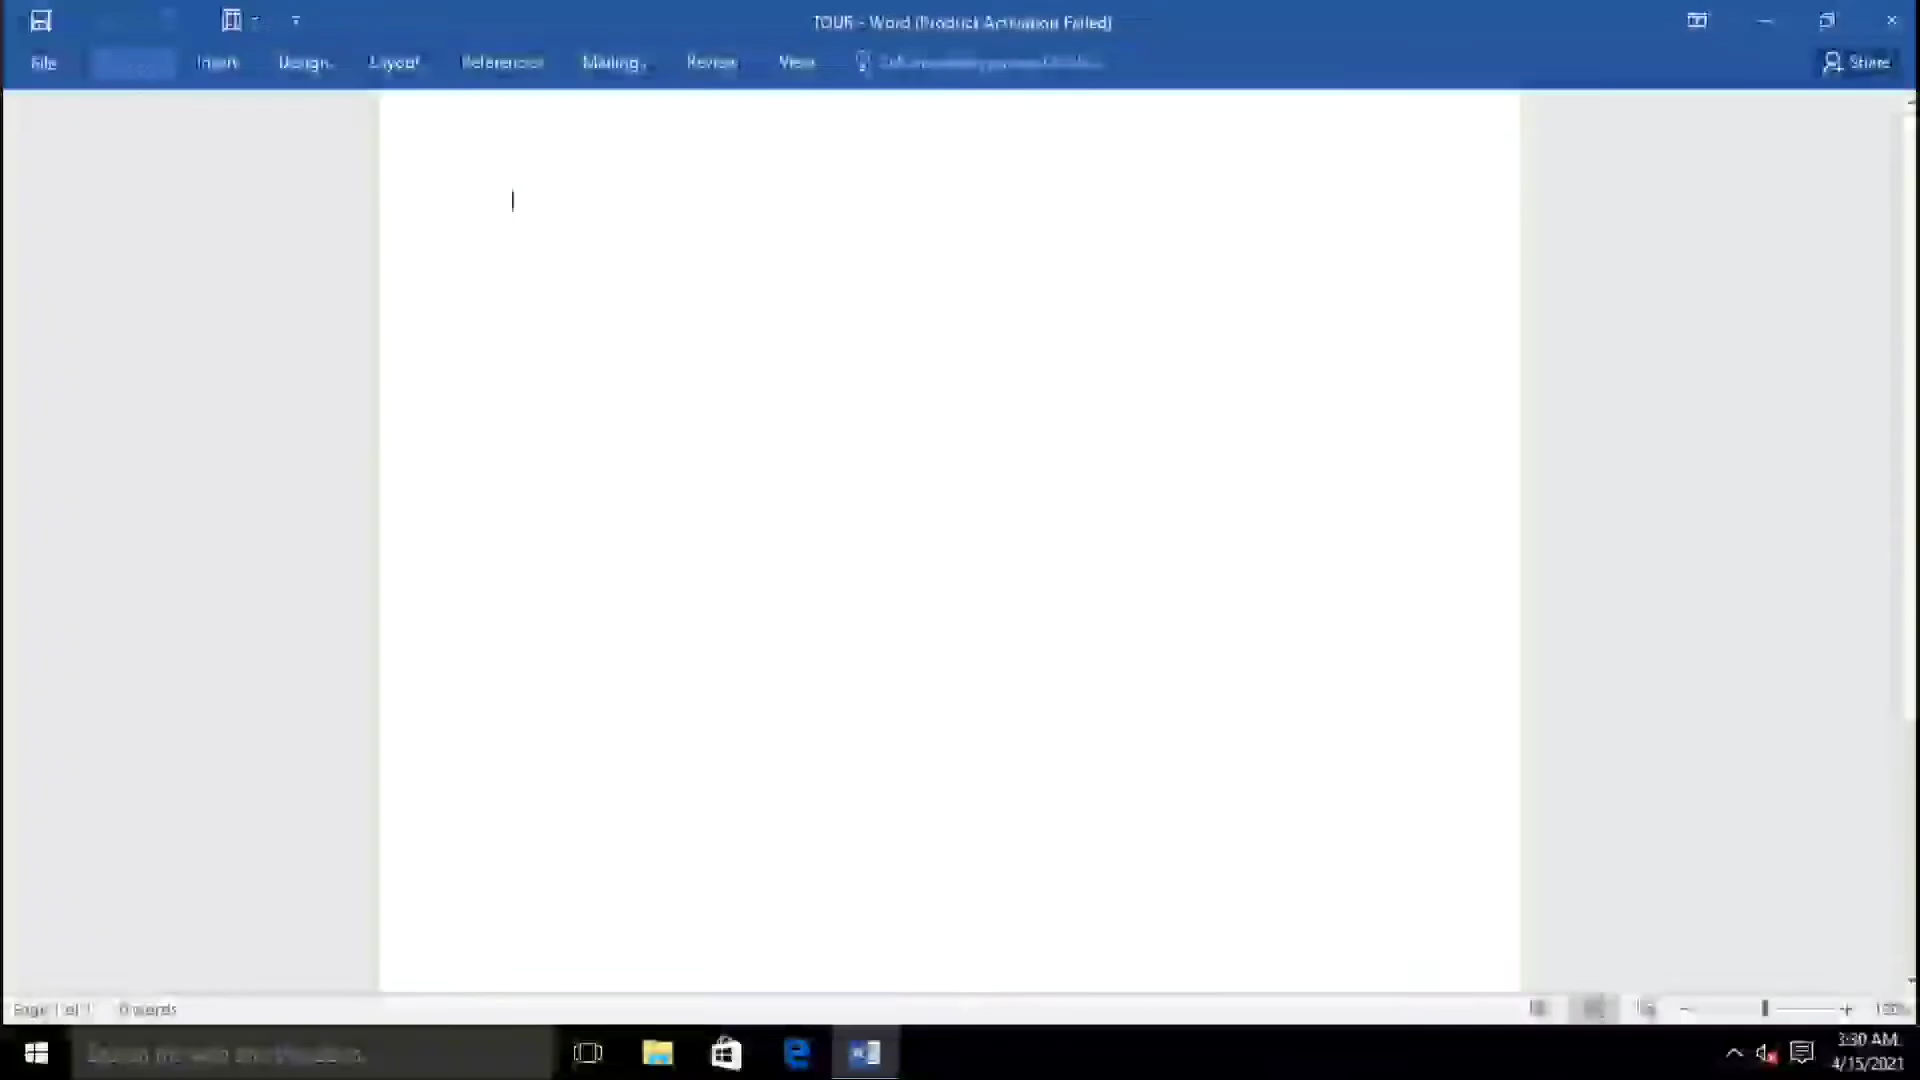 TOUR - Word (Product Activation Failed)
File Insert Design Layout References Mailings Review View Share
Page 1 of 1 0 words 100%
3:30 AM
4/15/2021